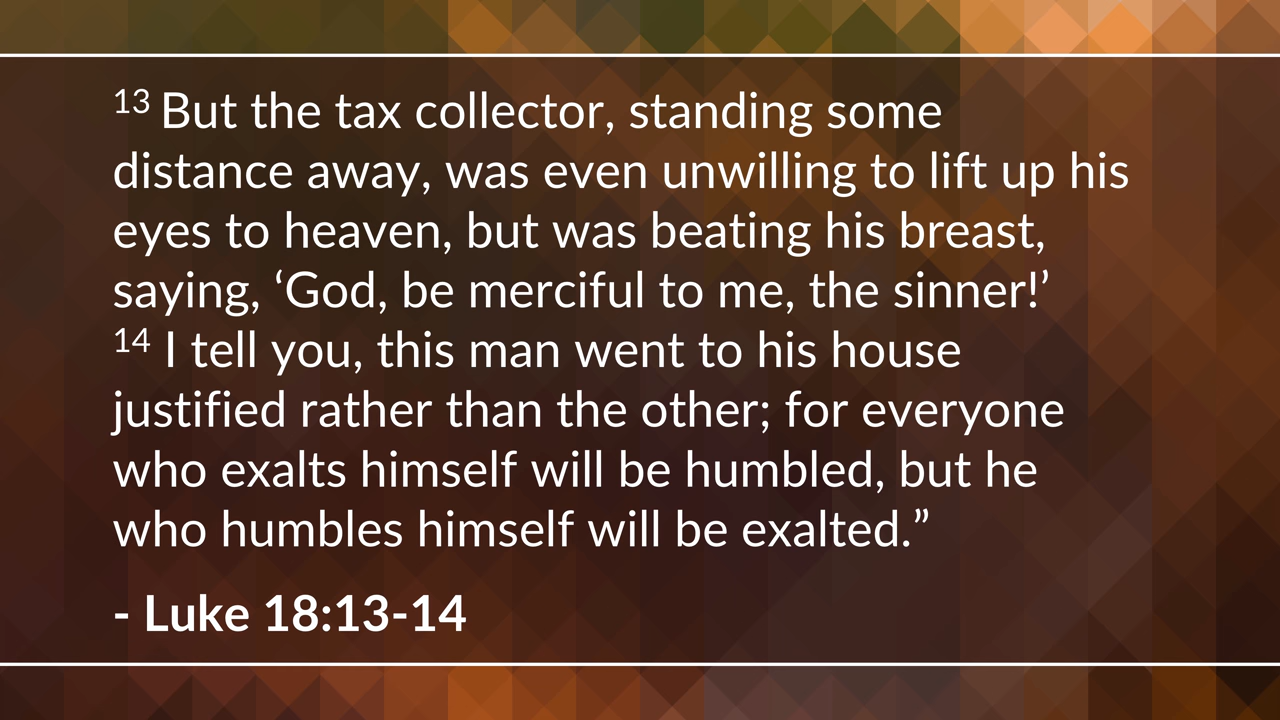 13 But the tax collector, standing some
distance away, was even unwilling to lift up his
eyes to heaven, but was beating his breast,
saying, ‘God, be merciful to me, the sinner!’
14 I tell you, this man went to his house
justified rather than the other; for everyone
who exalts himself will be humbled, but he
who humbles himself will be exalted.”
- Luke 18:13-14